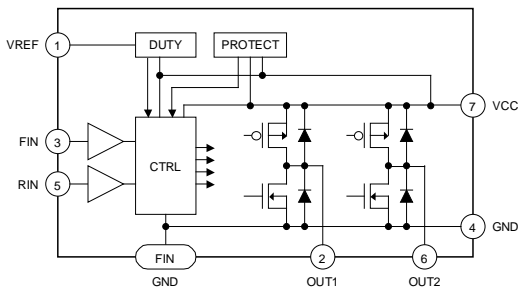 VREF 1 DUTY PROTECT
7 VCC
FIN 3
CTRL
RIN 5
4 GND
FIN 2 6
GND OUT1 OUT2